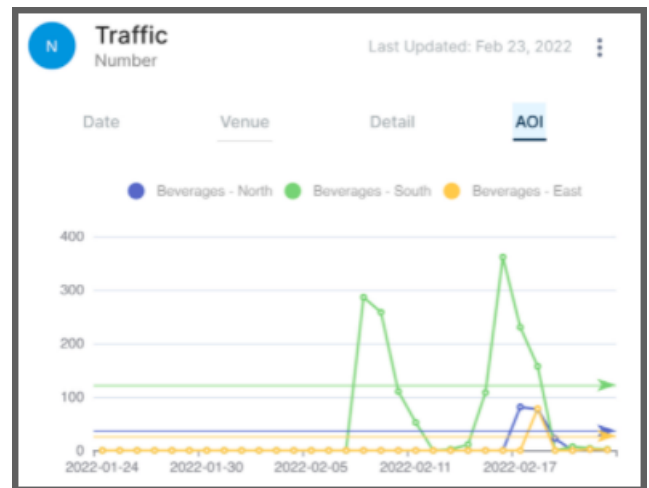 N
Traffic
Number
Last Updated: Feb 23, 2022
Date Venue Detail AOI
Beverages - North Beverages - South Beverages - East
400
300
200
100
0
2022-01-24 2022-01-30 2022-02-05 2022-02-11 2022-02-17